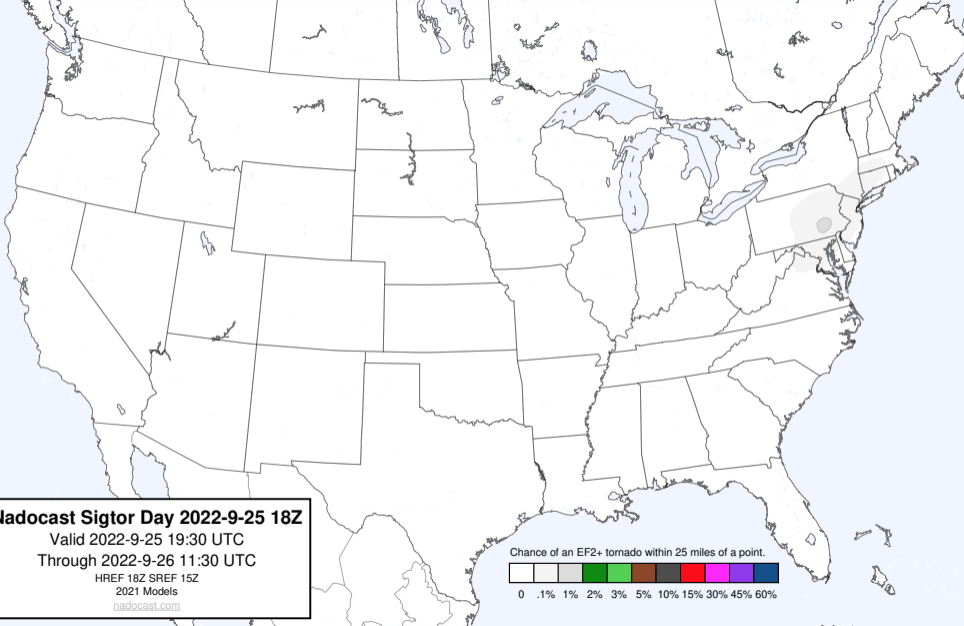 Nadocast Sigtor Day 2022-9-25 18Z
Valid 2022-9-25 19:30 UTC
Through 2022-9-26 11:30 UTC
HREF 18Z SREF 15Z
2021 Models
nadocast.com
Chance of an EF2+ tornado within 25 miles of a point.
0 .1% 1% 2% 3% 5% 10% 15% 30% 45% 60%